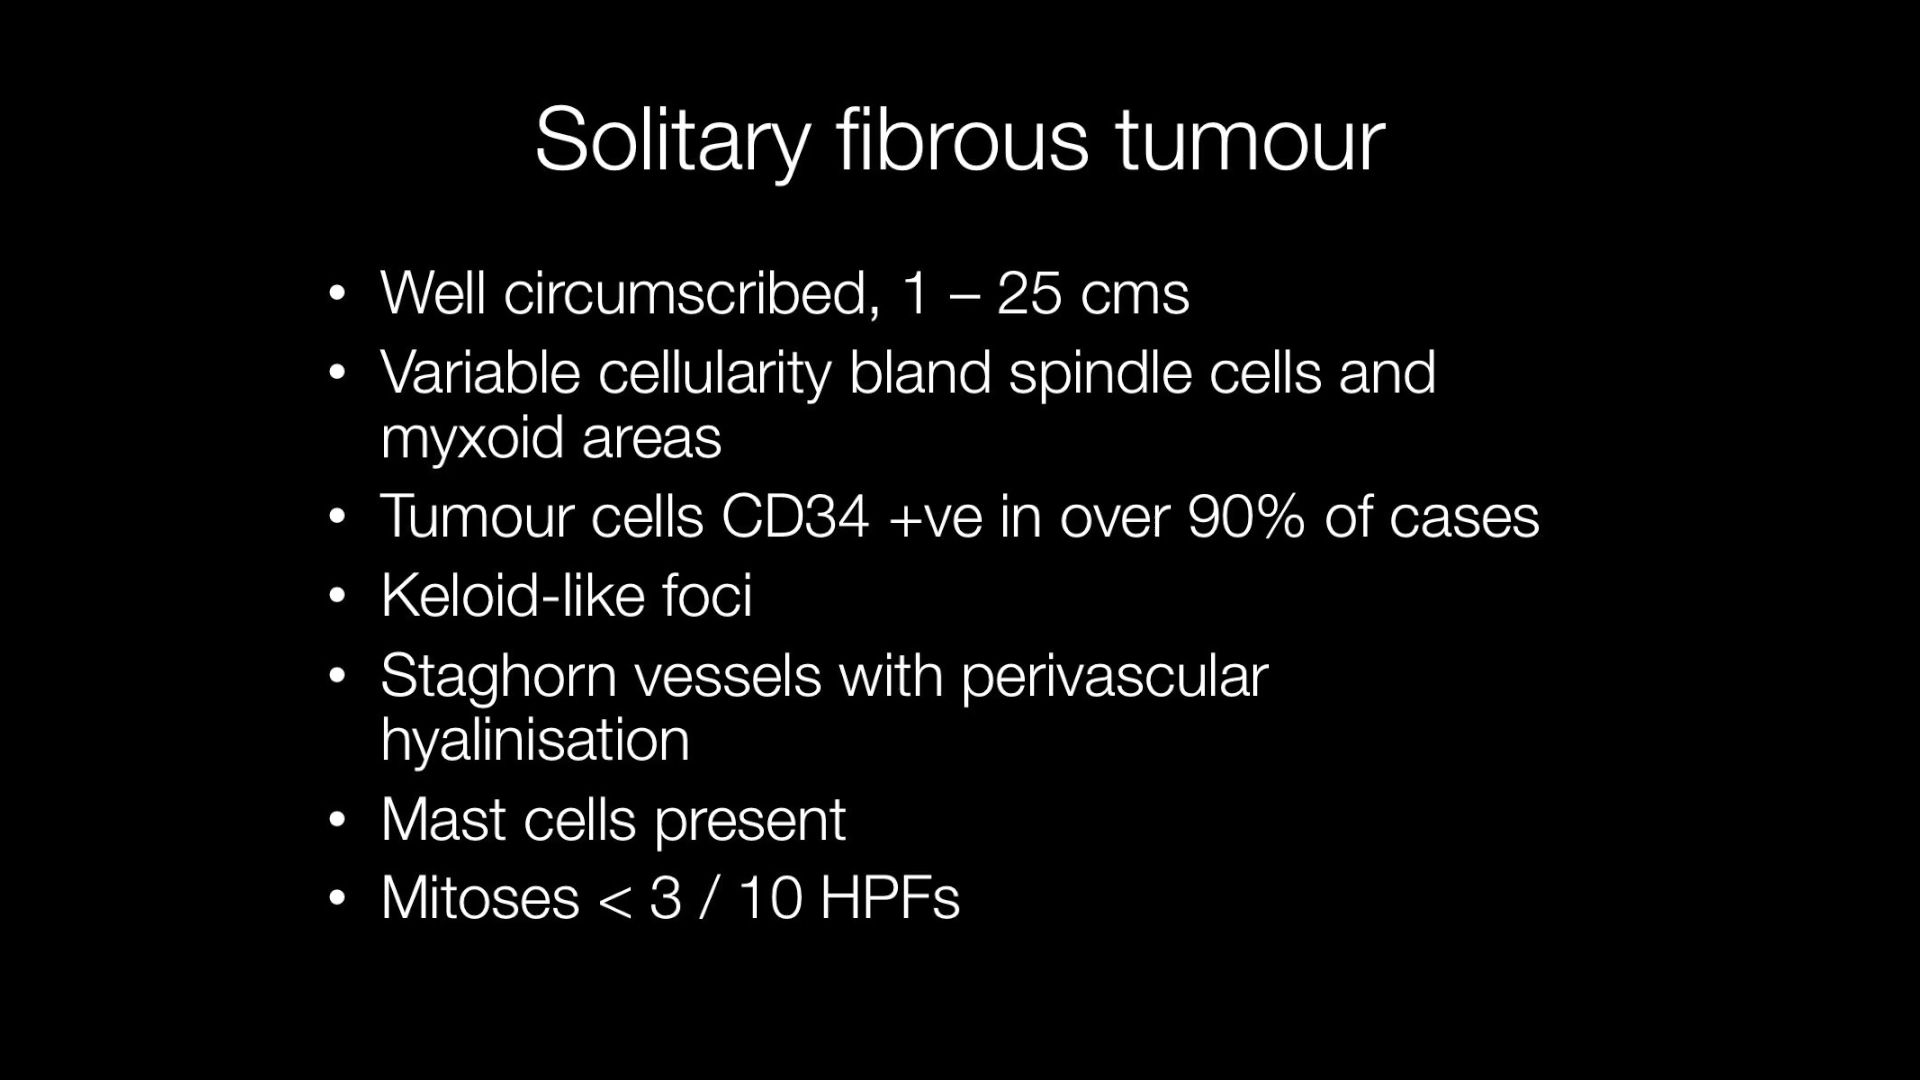 Solitary fibrous tumour
• Well circumscribed, 1 – 25 cms
• Variable cellularity bland spindle cells and
myxoid areas
• Tumour cells CD34 +ve in over 90% of cases
• Keloid-like foci
• Staghorn vessels with perivascular
hyalinisation
• Mast cells present
• Mitoses < 3 / 10 HPFs